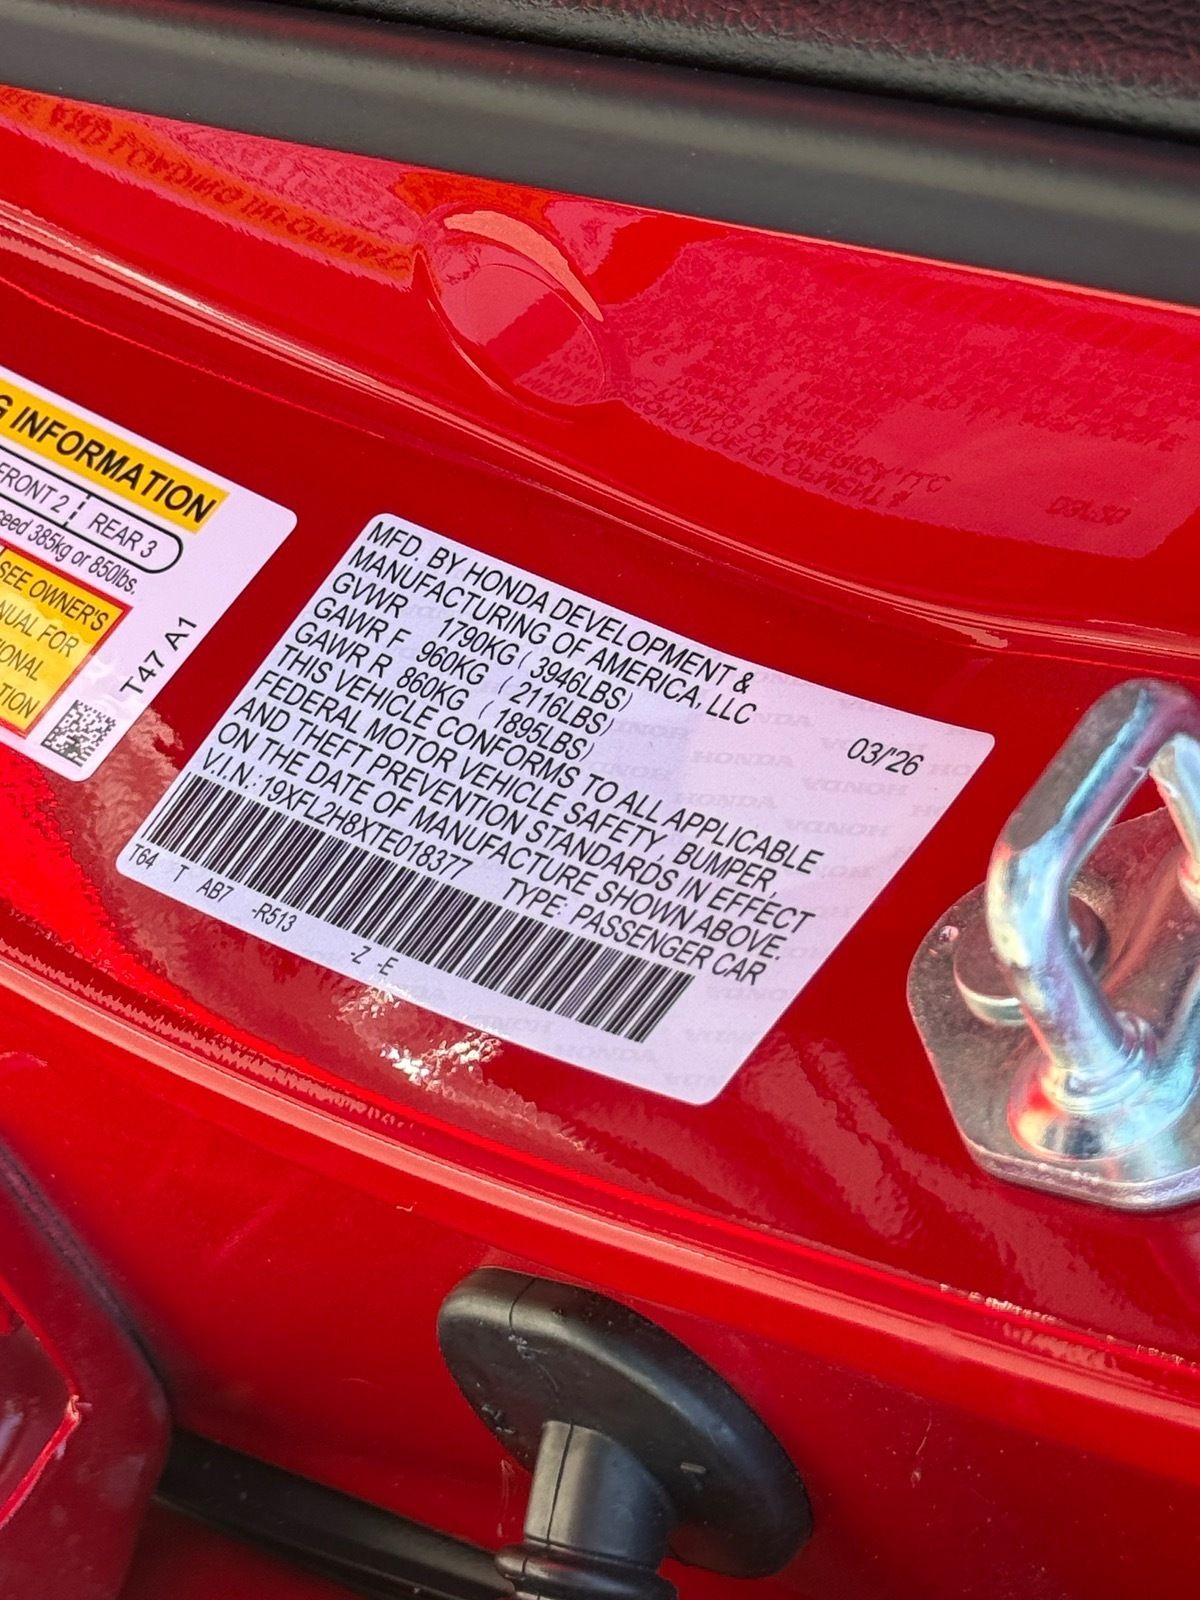 G INFORMATION
FRONT 2 REAR 3
ceed 385kg or 850lbs.
SEE OWNER'S
NUAL FOR
IONAL
TION
T47 A1
MFD. BY HONDA DEVELOPMENT &
MANUFACTURING OF AMERICA, LLC
03/'26
GVWR 1790KG ( 3946LBS)
GAWR F 960KG ( 2116LBS)
GAWR R 860KG ( 1895LBS)
THIS VEHICLE CONFORMS TO ALL APPLICABLE
FEDERAL MOTOR VEHICLE SAFETY, BUMPER,
AND THEFT PREVENTION STANDARDS IN EFFECT
ON THE DATE OF MANUFACTURE SHOWN ABOVE.
V.I.N.:19XFL2H8XTE018377 TYPE: PASSENGER CAR
T64 T AB7 -R513 -Z -E